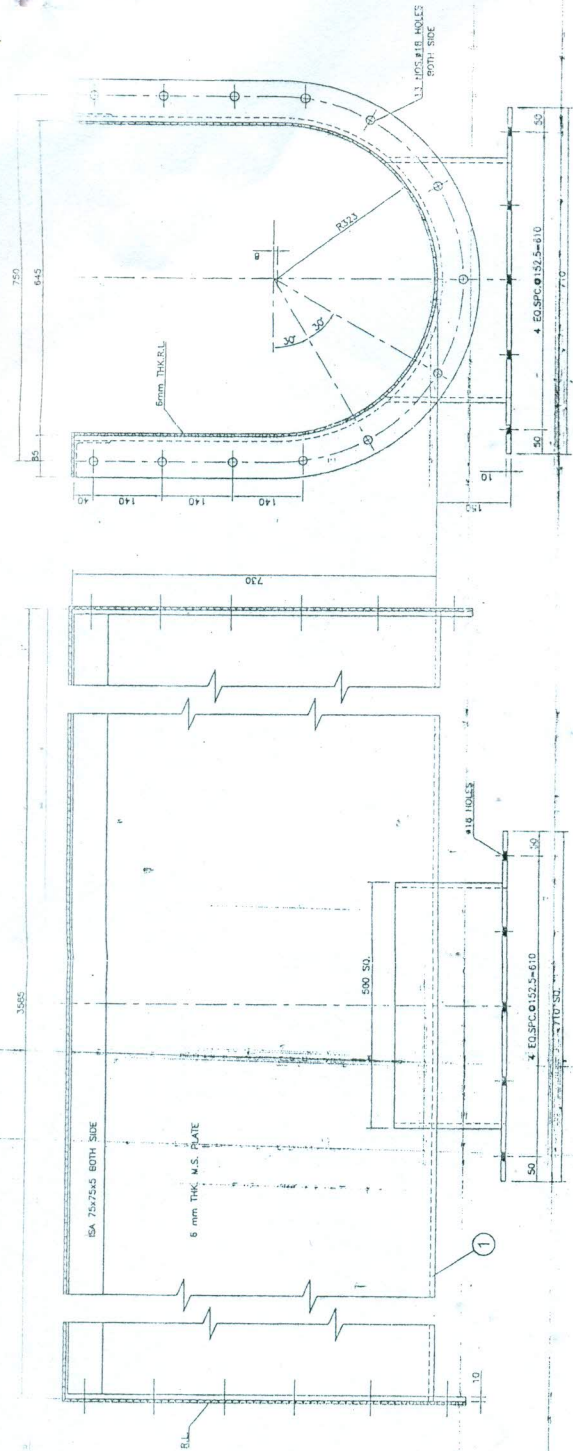 3585
ISA 75x75x5 BOTH SIDE
6 mm THK. M.S. PLATE
R.L.
10
1
730
500 SQ.
ø18 HOLES
50
4 EQ.SPC.@152.5=610
50
710 SQ.
750
645
85
6mm THK.R.L.
40
140
140
140
30°
30°
R323
13 NOS.ø18 HOLES
BOTH SIDE
150
10
50
4 EQ.SPC.@152.5=610
50
710